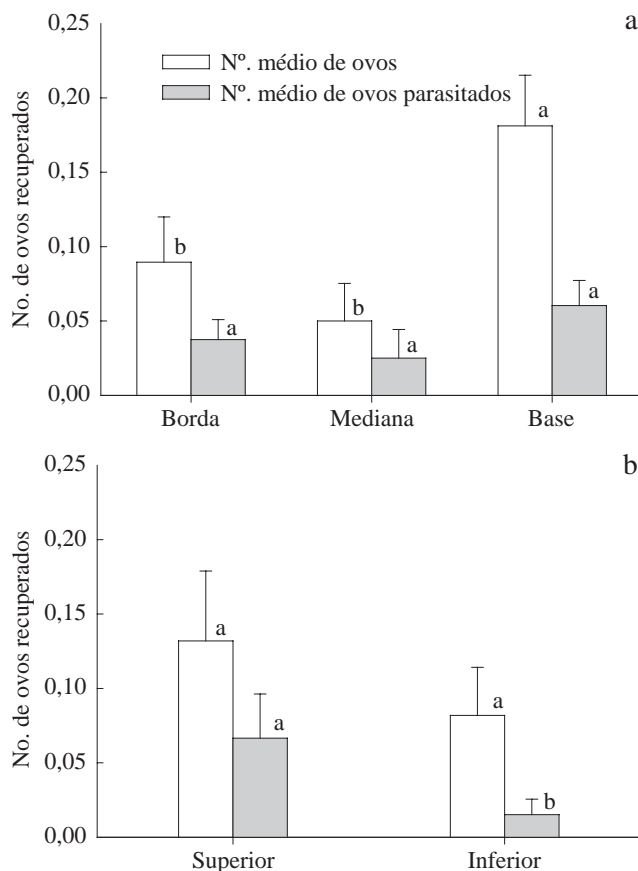 a
0,25
0,20
0,15
0,10
0,05
0,00
No. de ovos recuperados
Nº. médio de ovos
Nº. médio de ovos parasitados
b
a
b
a
a
a
Borda Mediana Base
b
0,25
0,20
0,15
0,10
0,05
0,00
No. de ovos recuperados
a
a
a
b
Superior Inferior